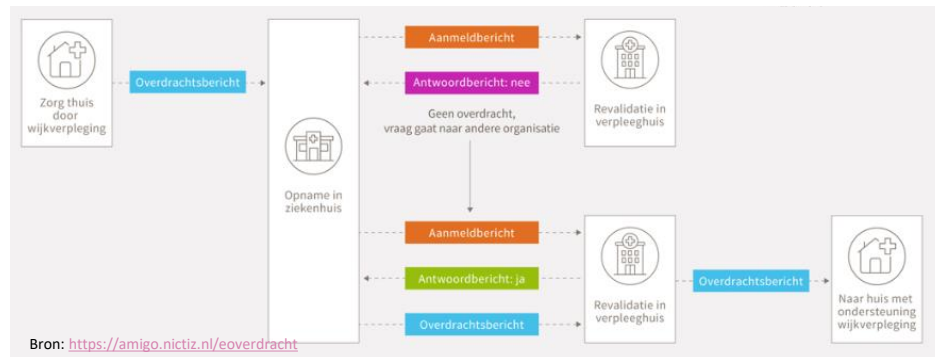 Zorg thuis
door
wijkverpleging
Overdrachtsbericht
Opname in
ziekenhuis
Aanmeldbericht
Antwoordbericht: nee
Geen overdracht,
vraag gaat naar andere organisatie
Revalidatie in
verpleeghuis
Aanmeldbericht
Antwoordbericht: ja
Overdrachtsbericht
Revalidatie in
verpleeghuis
Overdrachtsbericht
Naar huis met
ondersteuning
wijkverpleging
Bron: https://amigo.nictiz.nl/eoverdracht